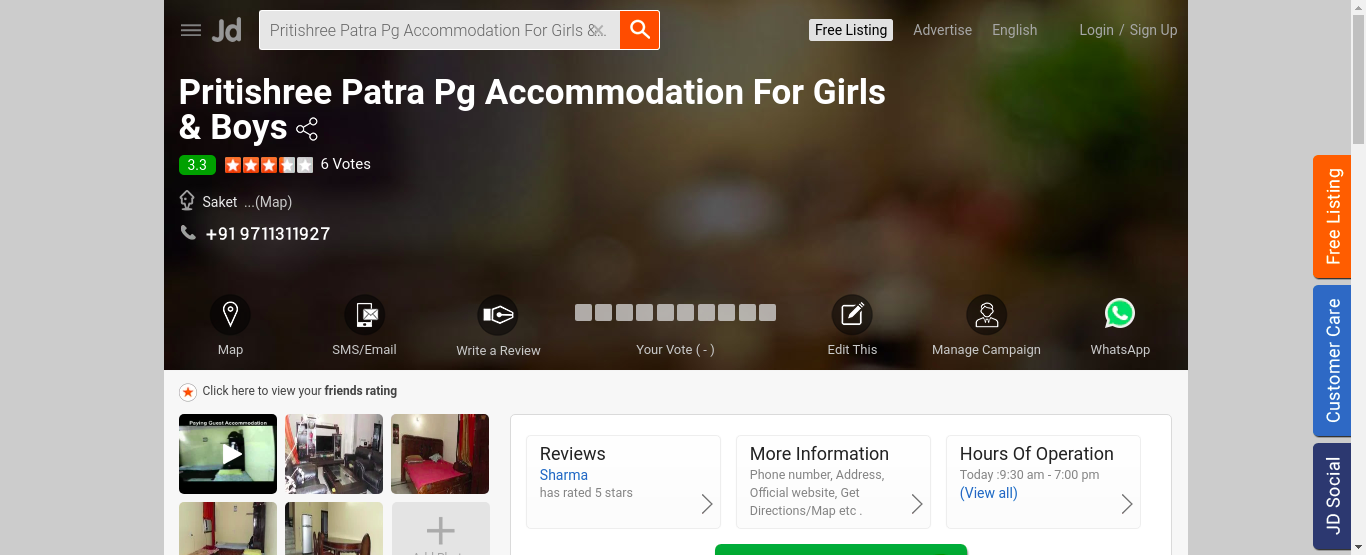 Jd
Pritishree Patra Pg Accommodation For Girls &..
Free Listing
Advertise
English
Login / Sign Up
Pritishree Patra Pg Accommodation For Girls
& Boys
3.3
6 Votes
Saket ...(Map)
+91 9711311927
Map
SMS/Email
Write a Review
Your Vote ( - )
Edit This
Manage Campaign
WhatsApp
Click here to view your friends rating
Paying Guest Accommodation
Reviews
Sharma
has rated 5 stars
More Information
Phone number, Address,
Official website, Get
Directions/Map etc .
Hours Of Operation
Today :9:30 am - 7:00 pm
(View all)
Free Listing
Customer Care
JD Social